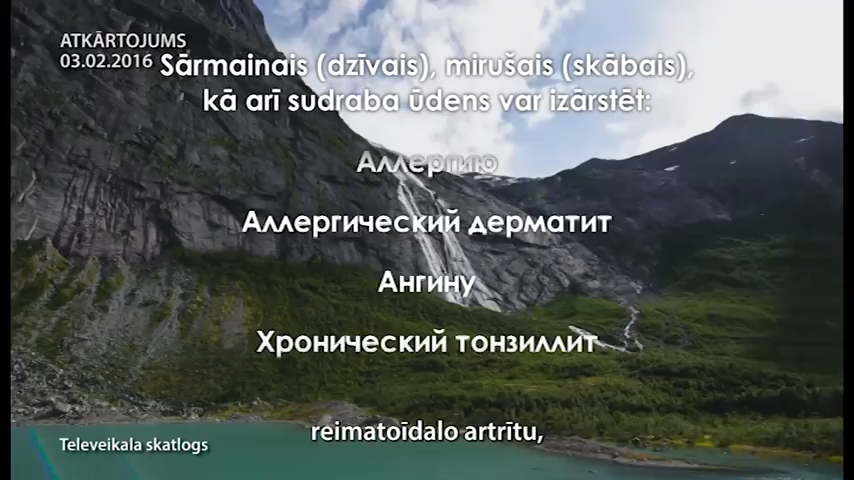 ATKĀRTOJUMS
03.02.2016
Sārmainais (dzīvais), mirušais (skābais),
kā arī sudraba ūdens var izārstēt:
Аллергию
Аллергический дерматит
Ангину
Хронический тонзиллит
reimatoīdalo artrītu,
Televeikala skatlogs